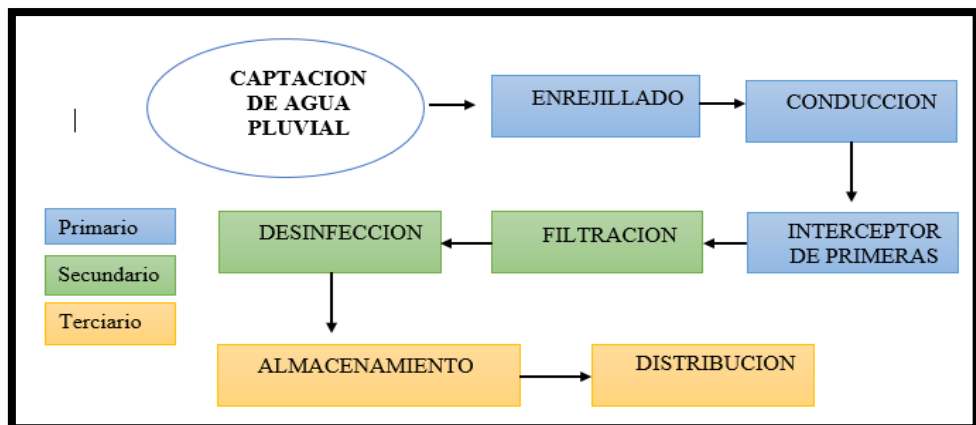 CAPTACION
DE AGUA
PLUVIAL
ENREJILLADO
CONDUCCION
Primario
DESINFECCION
FILTRACION
INTERCEPTOR
DE PRIMERAS
Secundario
Terciario
ALMACENAMIENTO
DISTRIBUCION